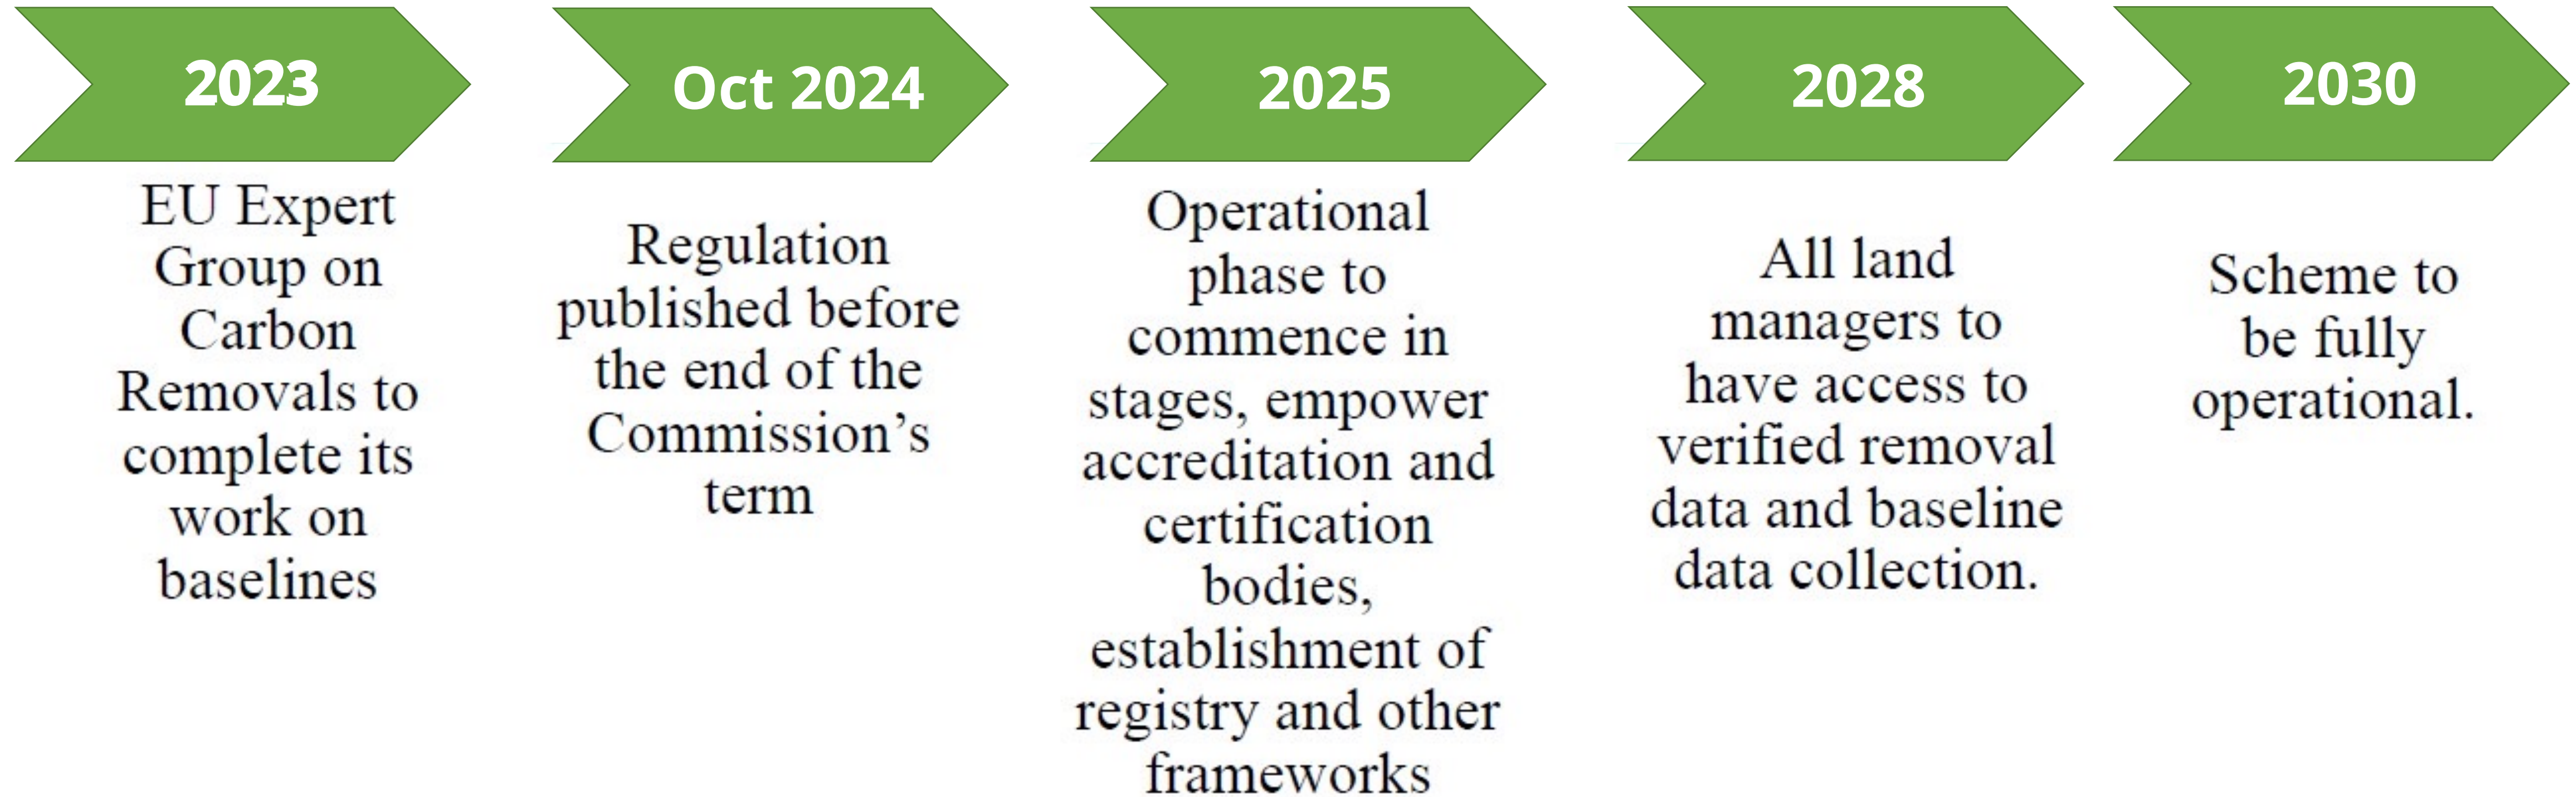 2023
EU Expert
Group on
Carbon
Removals to
complete its
work on
baselines
Oct 2024
Regulation
published before
the end of the
Commission’s
term
2025
Operational
phase to
commence in
stages, empower
accreditation and
certification
bodies,
establishment of
registry and other
frameworks
2028
All land
managers to
have access to
verified removal
data and baseline
data collection.
2030
Scheme to
be fully
operational.